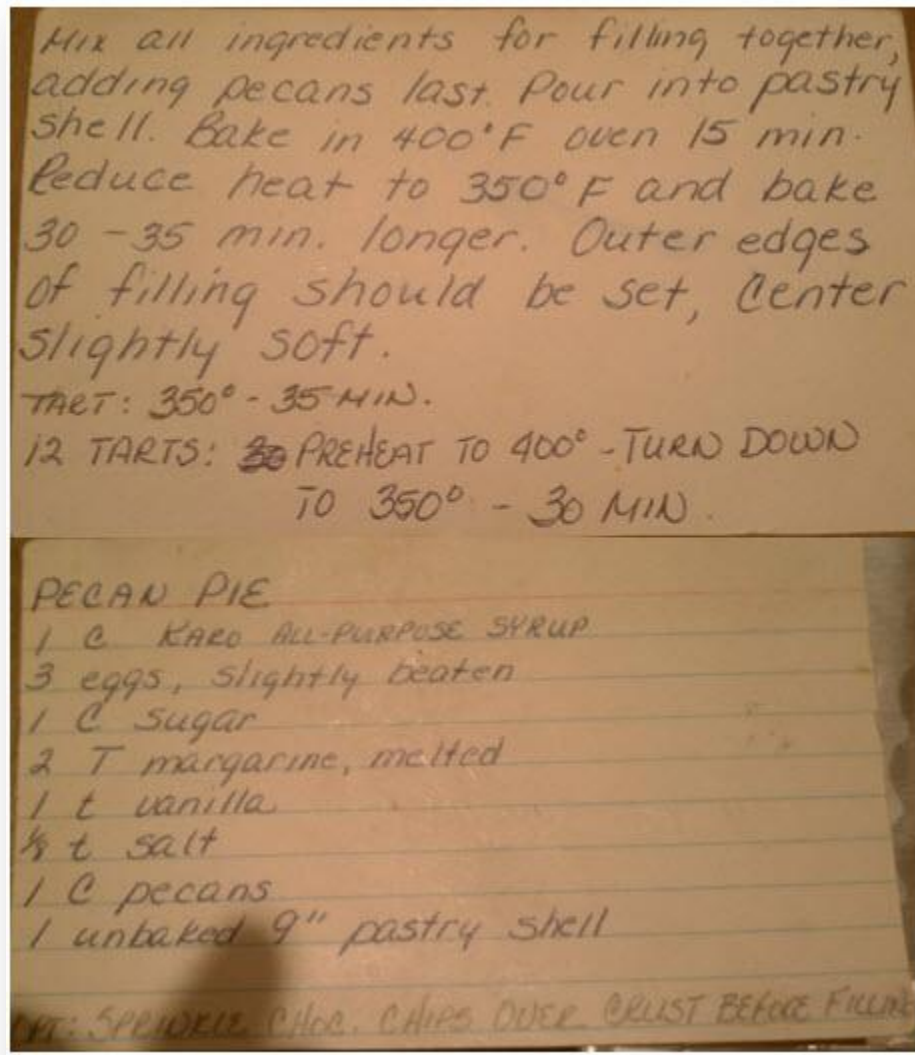 Mix all ingredients for filling together,
adding pecans last. Pour into pastry
shell. Bake in 400°F oven 15 min.
Reduce heat to 350°F and bake
30 - 35 min. longer. Outer edges
of filling should be set, Center
slightly soft.
TART: 350° - 35 MIN.
12 TARTS: PREHEAT TO 400° - TURN DOWN
TO 350° - 30 MIN.
PECAN PIE
1 C KARO ALL-PURPOSE SYRUP
3 eggs, slightly beaten
1 C sugar
2 T margarine, melted
1 t vanilla
1/8 t salt
1 C pecans
1 unbaked 9" pastry shell
OPT: SPRINKLE CHOC. CHIPS OVER CRUST BEFORE FILLING